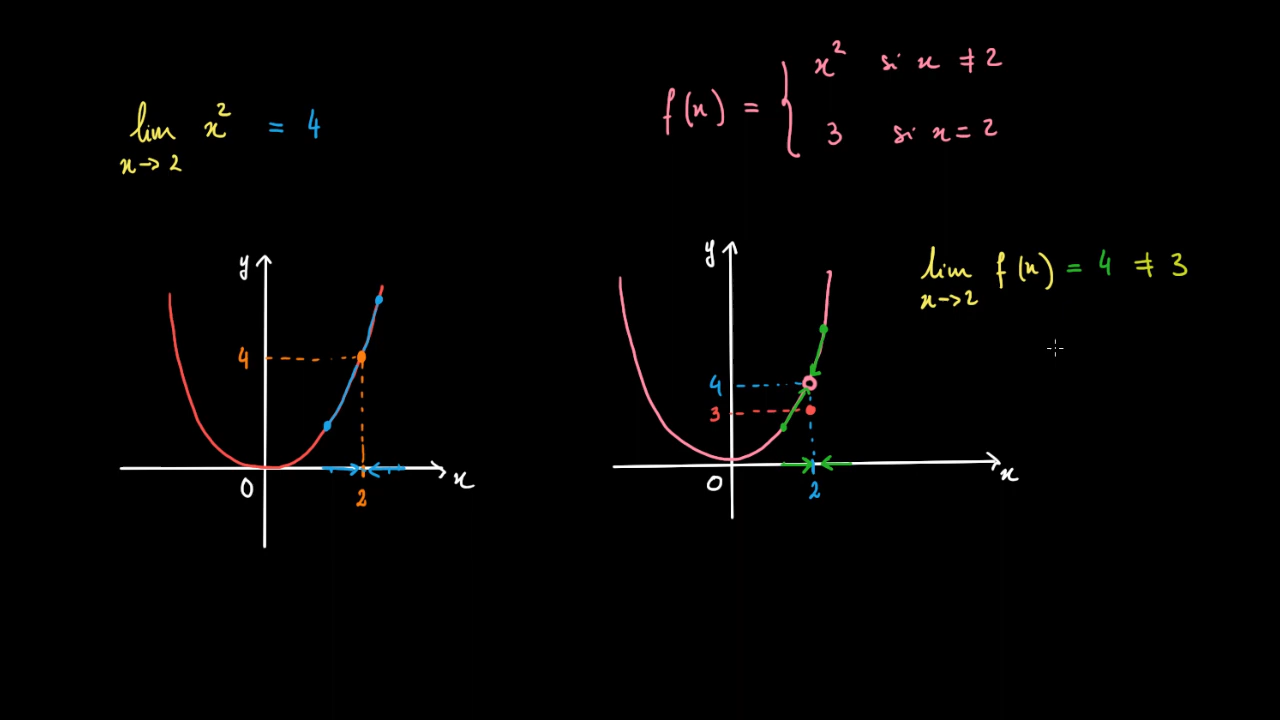 lim x² = 4
x→2
f(x) = { x² si x ≠ 2
3 si x = 2
y
4
0
2
x
y
4
3
0
2
x
lim f(x) = 4 ≠ 3
x→2